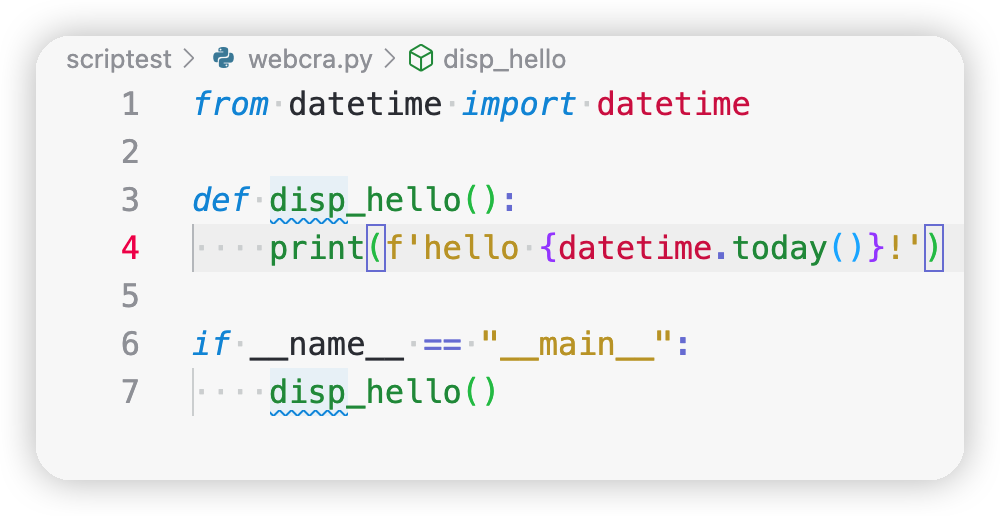 scriptest > webcra.py > disp_hello
1 from datetime import datetime
2
3 def disp_hello():
4     print(f'hello {datetime.today()}!')
5
6 if __name__ == "__main__":
7     disp_hello()